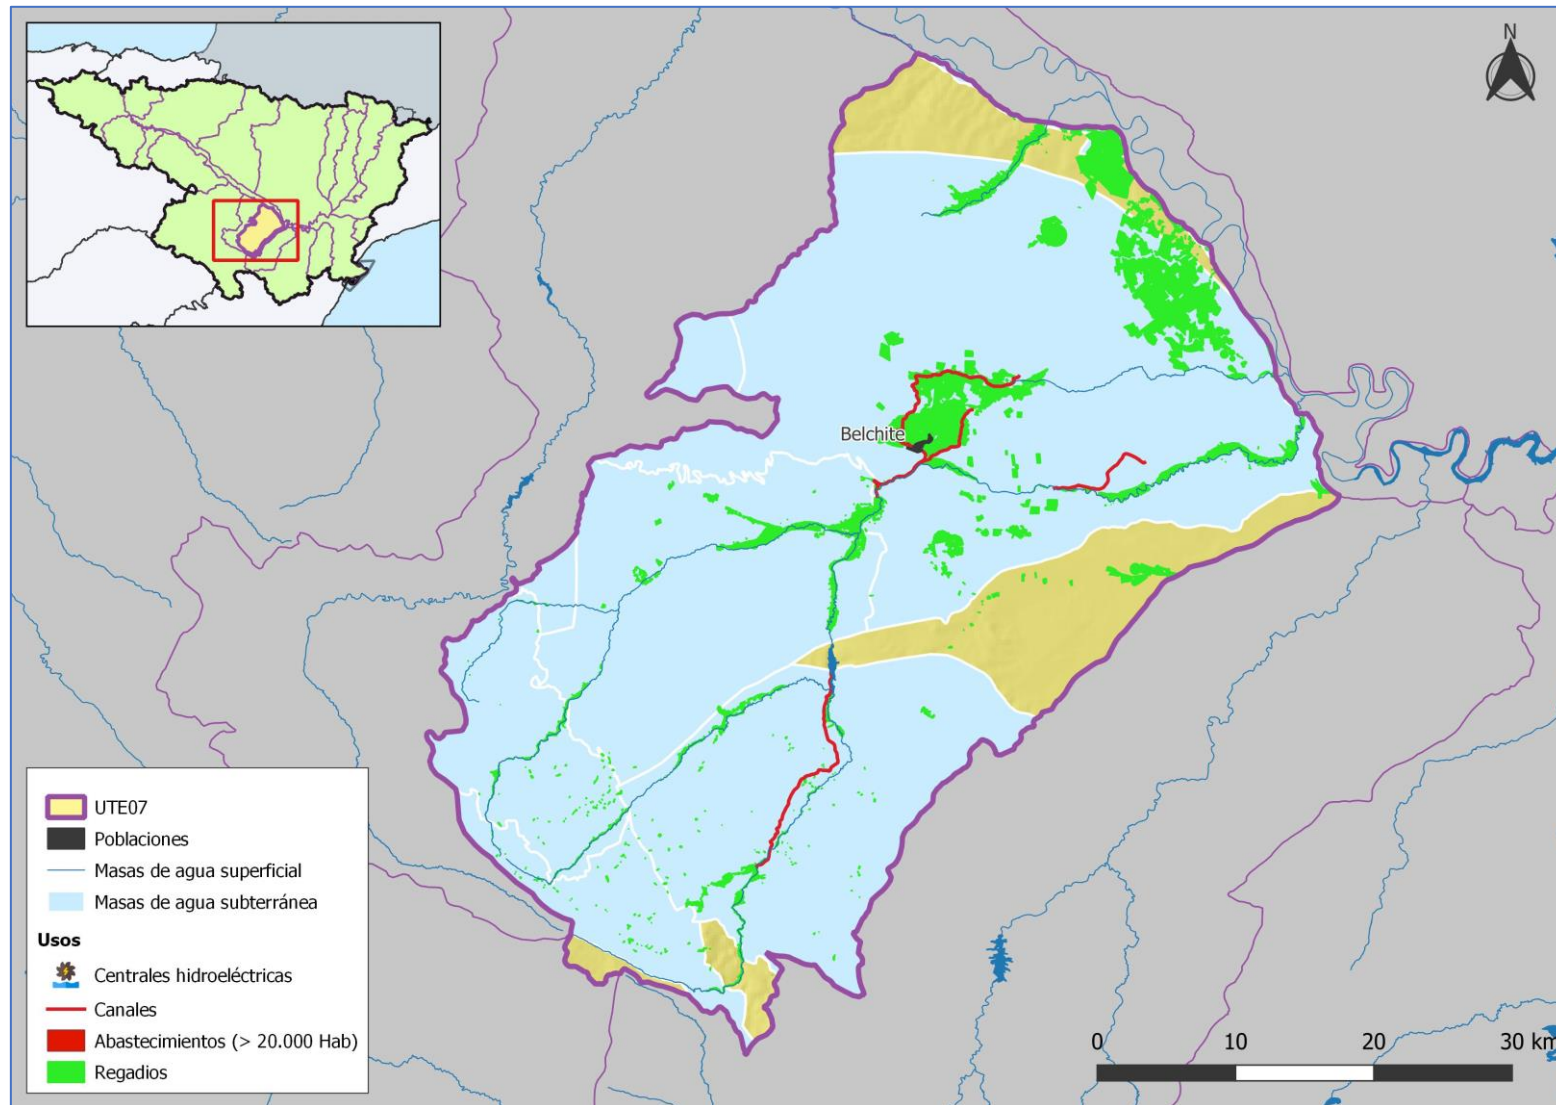 N
Belchite
UTE07
Poblaciones
Masas de agua superficial
Masas de agua subterránea
Usos
Centrales hidroeléctricas
Canales
Abastecimientos (> 20.000 Hab)
Regadios
0 10 20 30 km